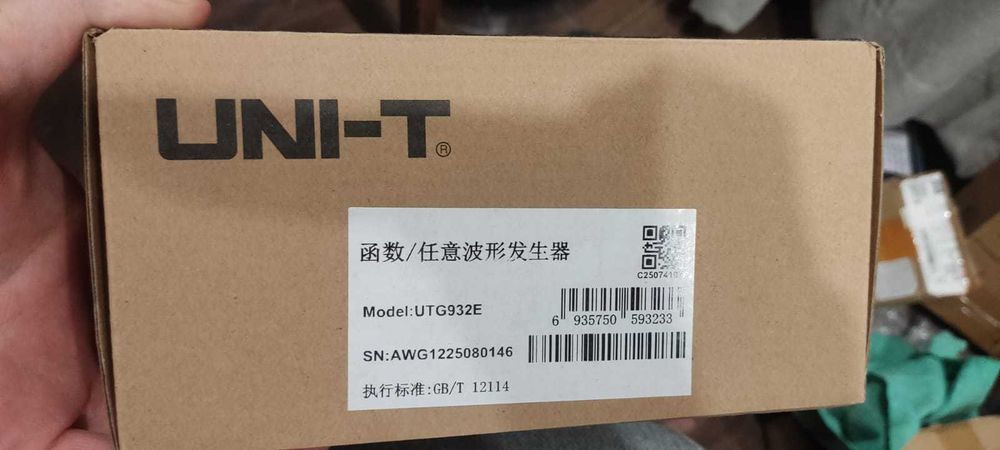 UNI-T®
函数/任意波形发生器
Model:UTG932E
6 935750 593233
SN:AWG1225080146
执行标准:GB/T 12114